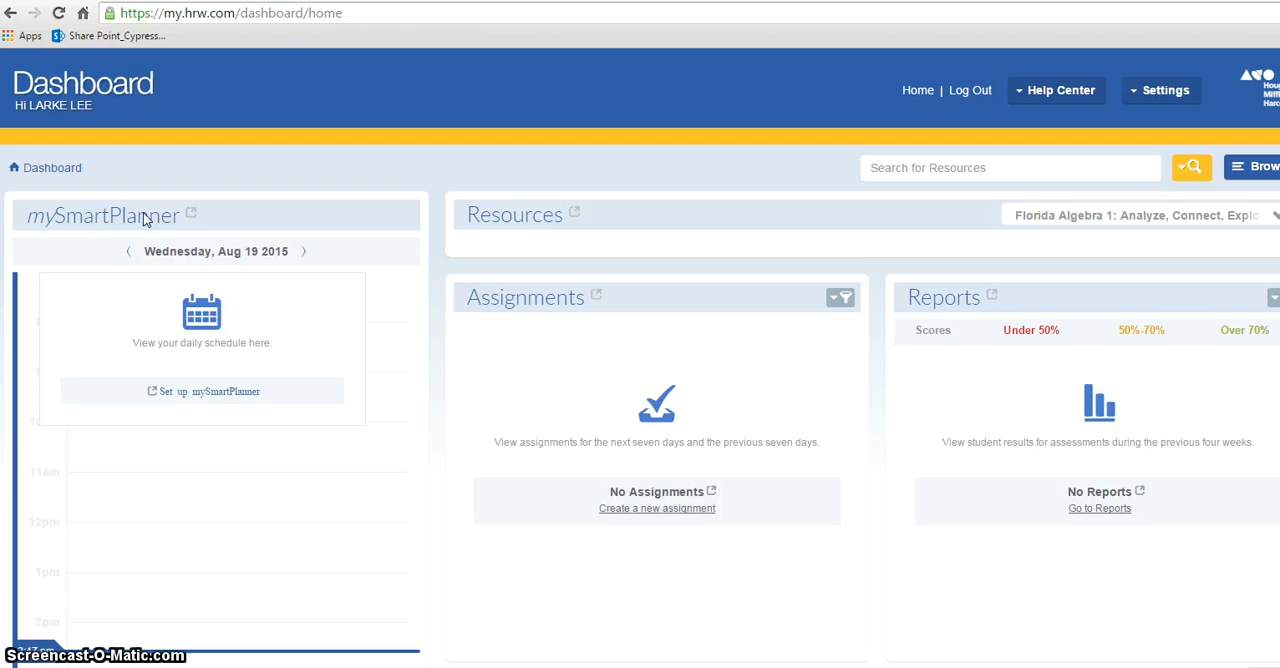 https://my.hrw.com/dashboard/home
Apps Share Point_Cypress...
Dashboard
Hi LARKE LEE
Home | Log Out Help Center Settings
Houg
Miffl
Harc
Dashboard
Search for Resources
Brow
mySmartPlanner
Wednesday, Aug 19 2015
View your daily schedule here.
Set up mySmartPlanner
11am
12pm
1pm
2pm
Resources
Florida Algebra 1: Analyze, Connect, Explo
Assignments
View assignments for the next seven days and the previous seven days.
No Assignments
Create a new assignment
Reports
Scores Under 50% 50%-70% Over 70%
View student results for assessments during the previous four weeks.
No Reports
Go to Reports
Screencast-O-Matic.com